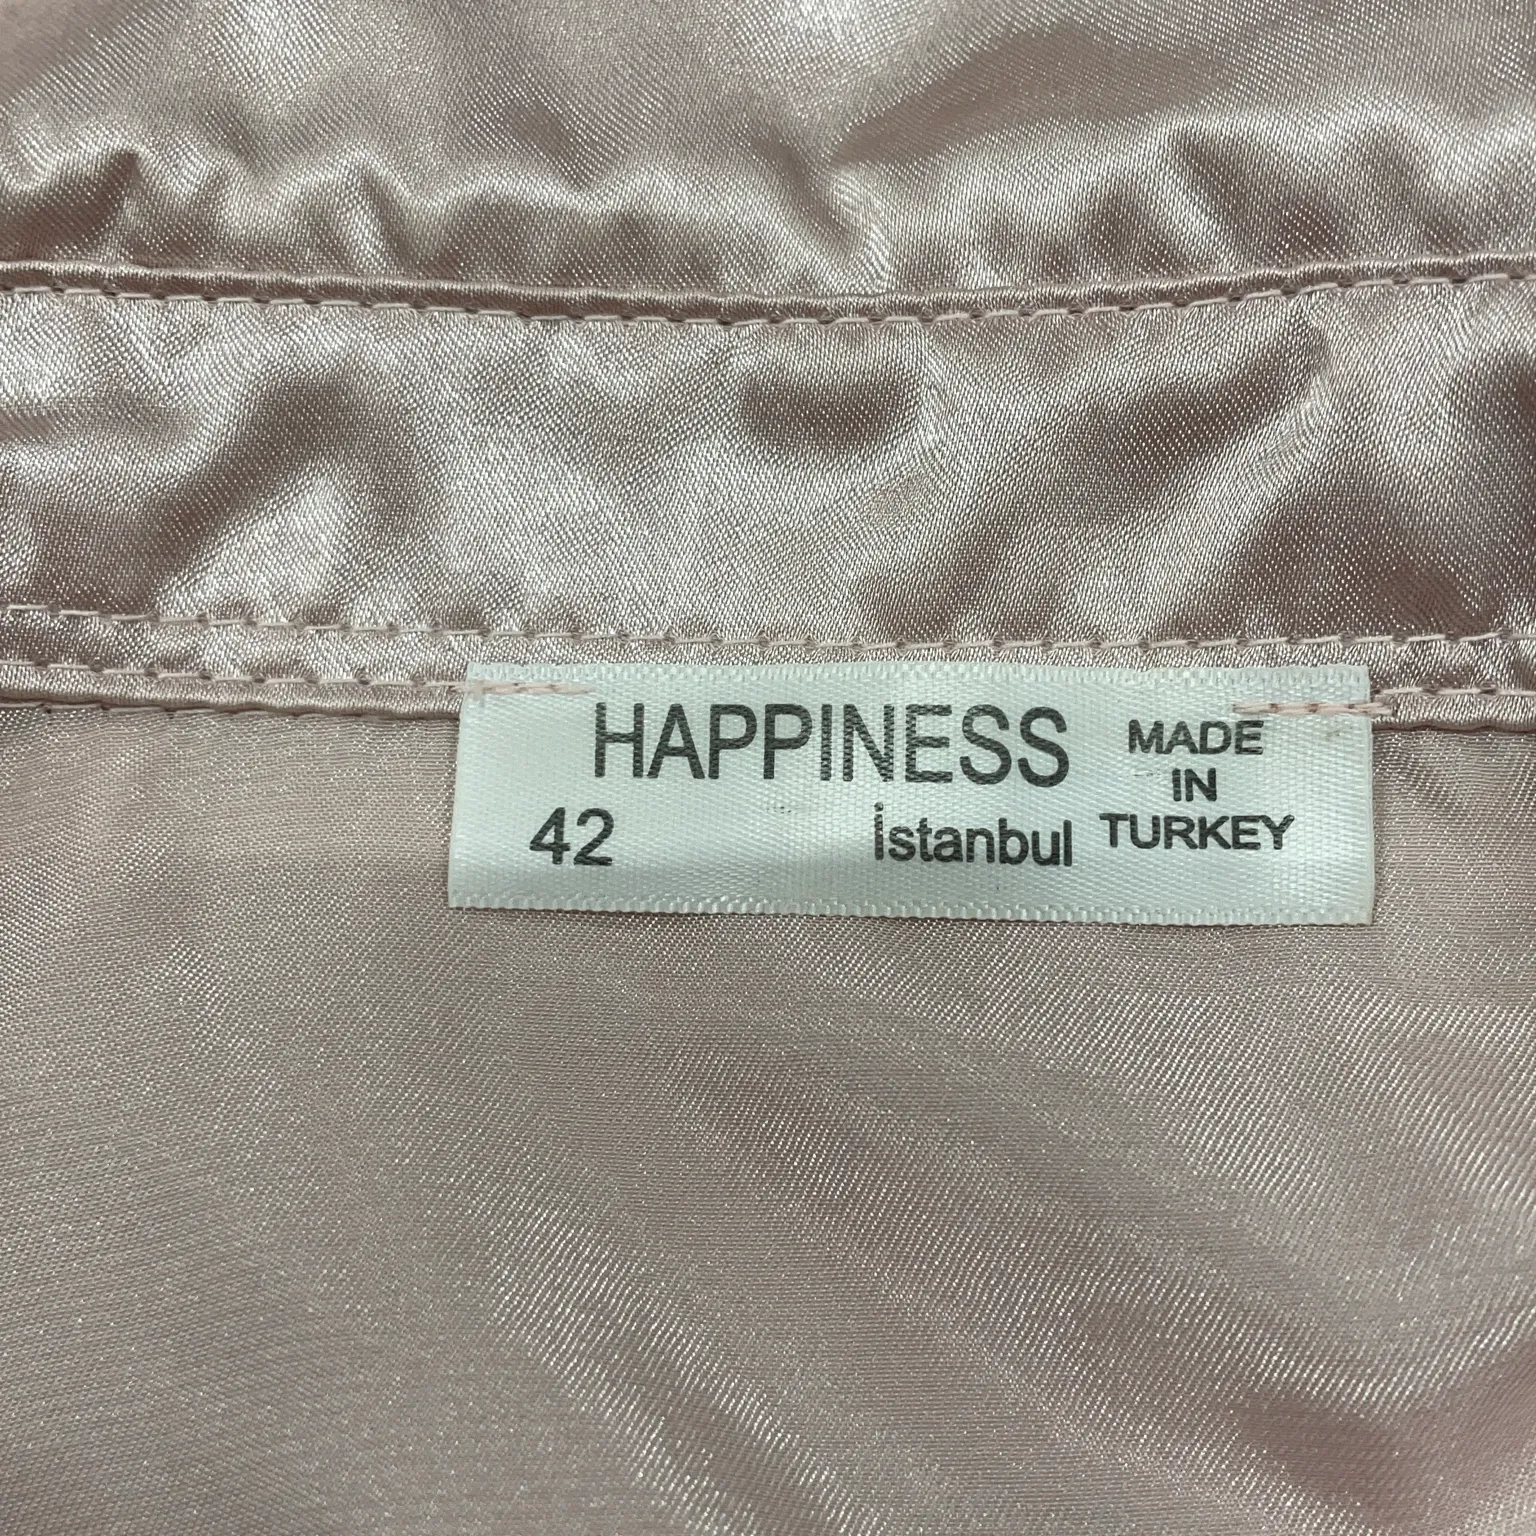 HAPPINESS
42
İstanbul
MADE
IN
TURKEY